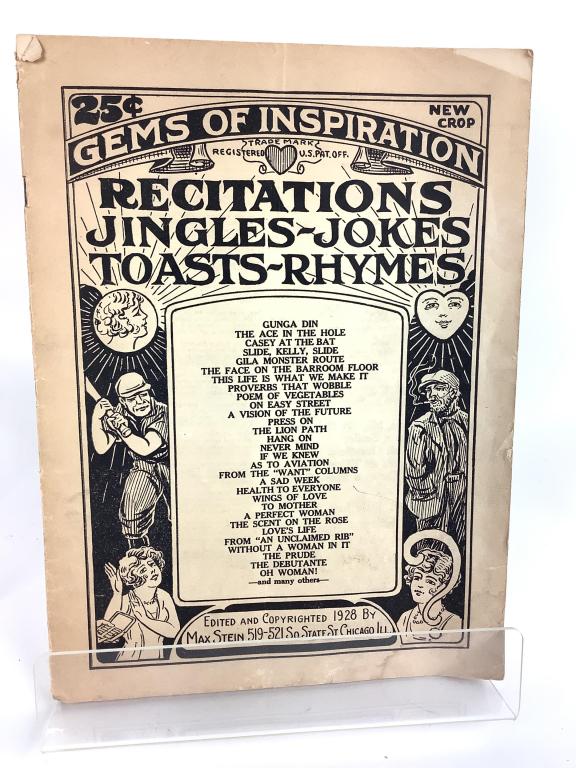 25¢
NEW
CROP
GEMS OF INSPIRATION
TRADE MARK
REGISTERED U.S. PAT. OFF.
RECITATIONS
JINGLES~JOKES
TOASTS~RHYMES
GUNGA DIN
THE ACE IN THE HOLE
CASEY AT THE BAT
SLIDE, KELLY, SLIDE
GILA MONSTER ROUTE
THE FACE ON THE BARROOM FLOOR
THIS LIFE IS WHAT WE MAKE IT
PROVERBS THAT WOBBLE
POEM OF VEGETABLES
ON EASY STREET
A VISION OF THE FUTURE
PRESS ON
THE LION PATH
HANG ON
NEVER MIND
IF WE KNEW
AS TO AVIATION
FROM THE "WANT" COLUMNS
A SAD WEEK
HEALTH TO EVERYONE
WINGS OF LOVE
TO MOTHER
A PERFECT WOMAN
THE SCENT ON THE ROSE
LOVE'S LIFE
FROM "AN UNCLAIMED RIB"
WITHOUT A WOMAN IN IT
THE PRUDE
THE DEBUTANTE
OH WOMAN!
—and many others—
EDITED AND COPYRIGHTED 1928 BY
MAX STEIN 519-521 SO. STATE ST. CHICAGO ILL.